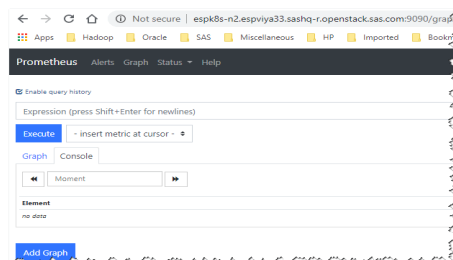 Not secure | espk8s-n2.espviya33.sashq-r.openstack.sas.com:9090/grap
Apps Hadoop Oracle SAS Miscellaneous HP Imported Bookm
Prometheus Alerts Graph Status Help
Enable query history
Expression (press Shift+Enter for newlines)
Execute - insert metric at cursor -
Graph Console
Moment
Element
no data
Add Graph